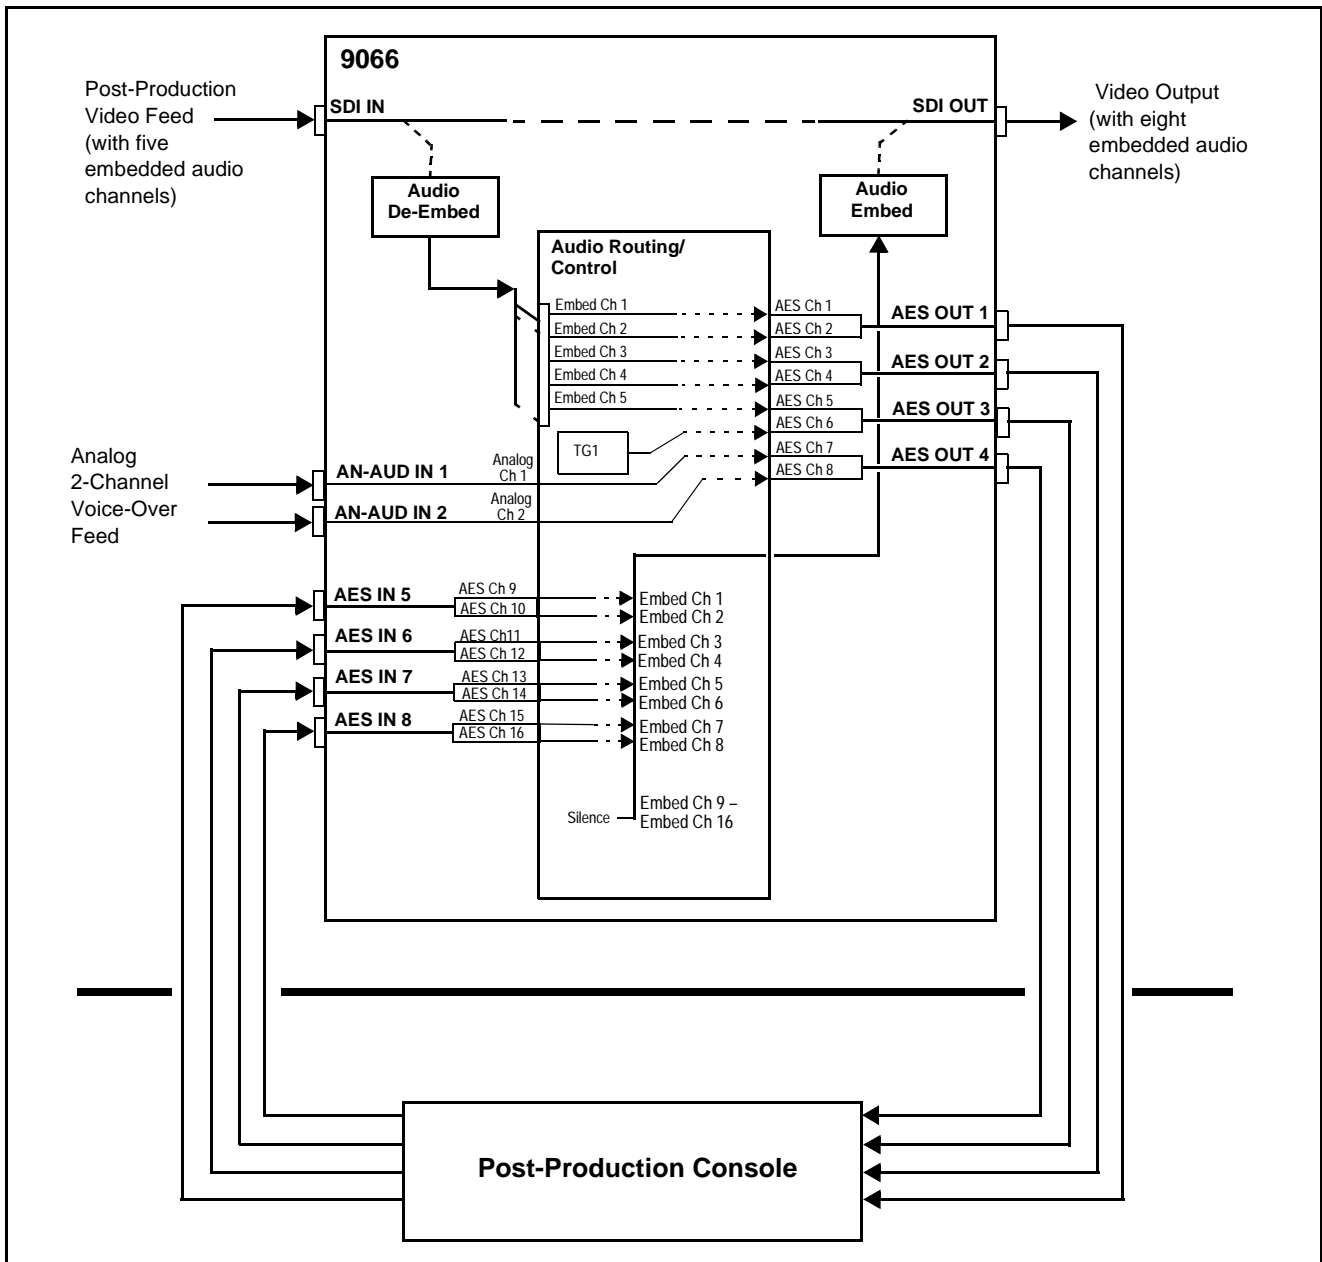 9066
Post-Production
Video Feed
(with five
embedded audio
channels)
SDI IN
SDI OUT
Video Output
(with eight
embedded audio
channels)
Audio
De-Embed
Audio
Embed
Audio Routing/
Control
Embed Ch 1
Embed Ch 2
Embed Ch 3
Embed Ch 4
Embed Ch 5
TG1
AES Ch 1
AES Ch 2
AES Ch 3
AES Ch 4
AES Ch 5
AES Ch 6
AES Ch 7
AES Ch 8
AES OUT 1
AES OUT 2
AES OUT 3
AES OUT 4
Analog
2-Channel
Voice-Over
Feed
AN-AUD IN 1
Analog
Ch 1
AN-AUD IN 2
Analog
Ch 2
AES IN 5
AES Ch 9
AES Ch 10
AES IN 6
AES Ch11
AES Ch 12
AES IN 7
AES Ch 13
AES Ch 14
AES IN 8
AES Ch 15
AES Ch 16
Embed Ch 1
Embed Ch 2
Embed Ch 3
Embed Ch 4
Embed Ch 5
Embed Ch 6
Embed Ch 7
Embed Ch 8
Silence
Embed Ch 9 –
Embed Ch 16
Post-Production Console